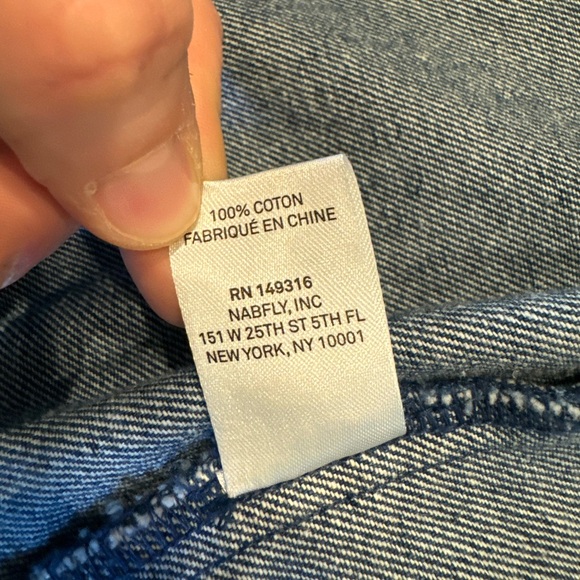 100% COTON
FABRIQUÉ EN CHINE
RN 149316
NABFLY, INC
151 W 25TH ST 5TH FL
NEW YORK, NY 10001